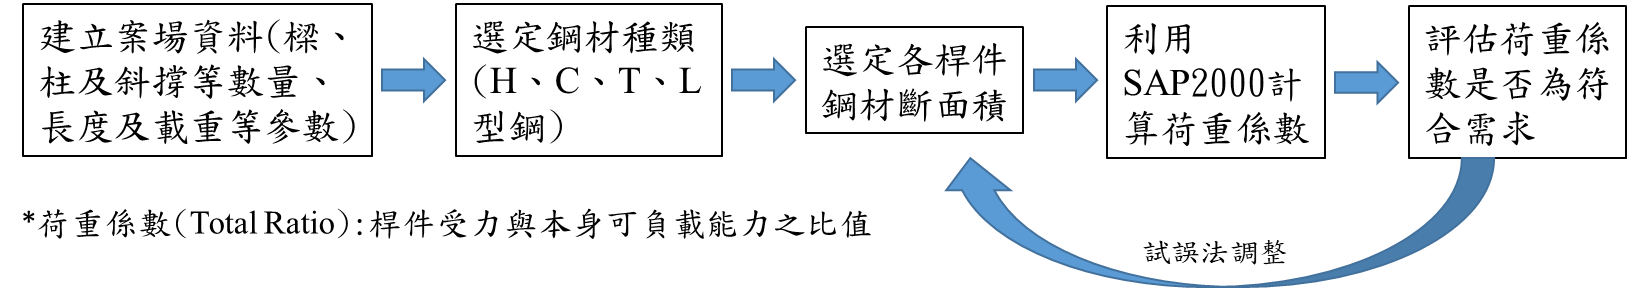 建立案場資料(樑、
柱及斜撐等數量、
長度及載重等參數)
選定鋼材種類
(H、C、T、L
型鋼)
選定各桿件
鋼材斷面積
利用
SAP2000計
算荷重係數
評估荷重係
數是否為符
合需求
*荷重係數(Total Ratio):桿件受力與本身可負載能力之比值
試誤法調整